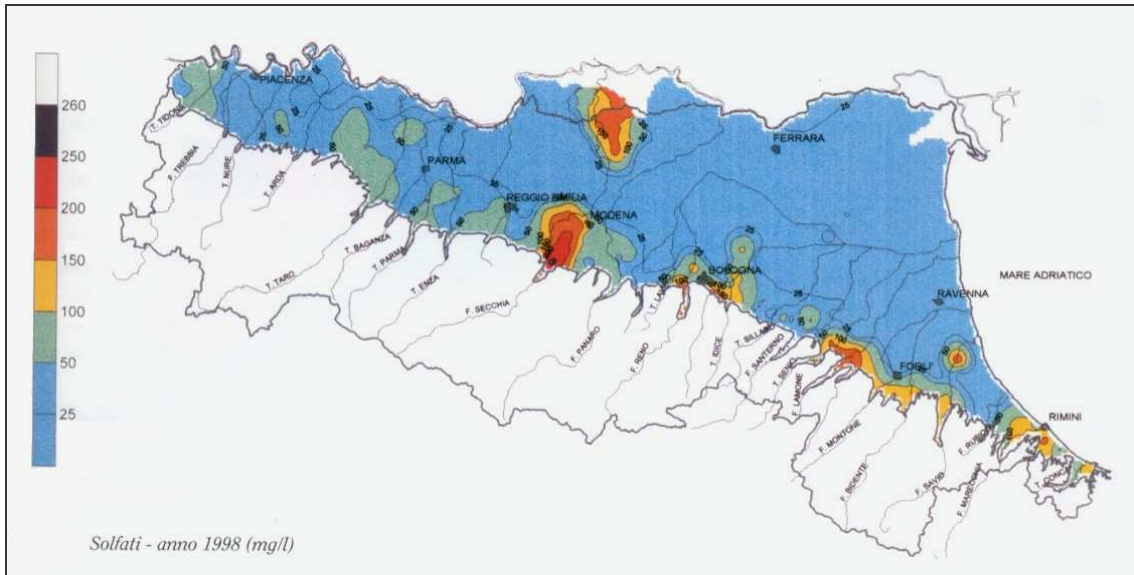 260
250
200
150
100
50
25
PIACENZA
PARMA
REGGIO EMILIA
MODENA
BOLOGNA
FERRARA
RAVENNA
FORLI'
RIMINI
MARE ADRIATICO
T. TIDONE
F. TREBBIA
T. NURE
T. ARDA
T. TARO
T. BAGANZA
T. PARMA
T. ENZA
F. SECCHIA
F. PANARO
F. RENO
T. IDICE
T. SILLARO
F. SANTERNO
T. SENIO
F. LAMONE
F. MONTONE
F. BIDENTE
F. SAVIO
F. MARECCHIA
Solfati - anno 1998 (mg/l)